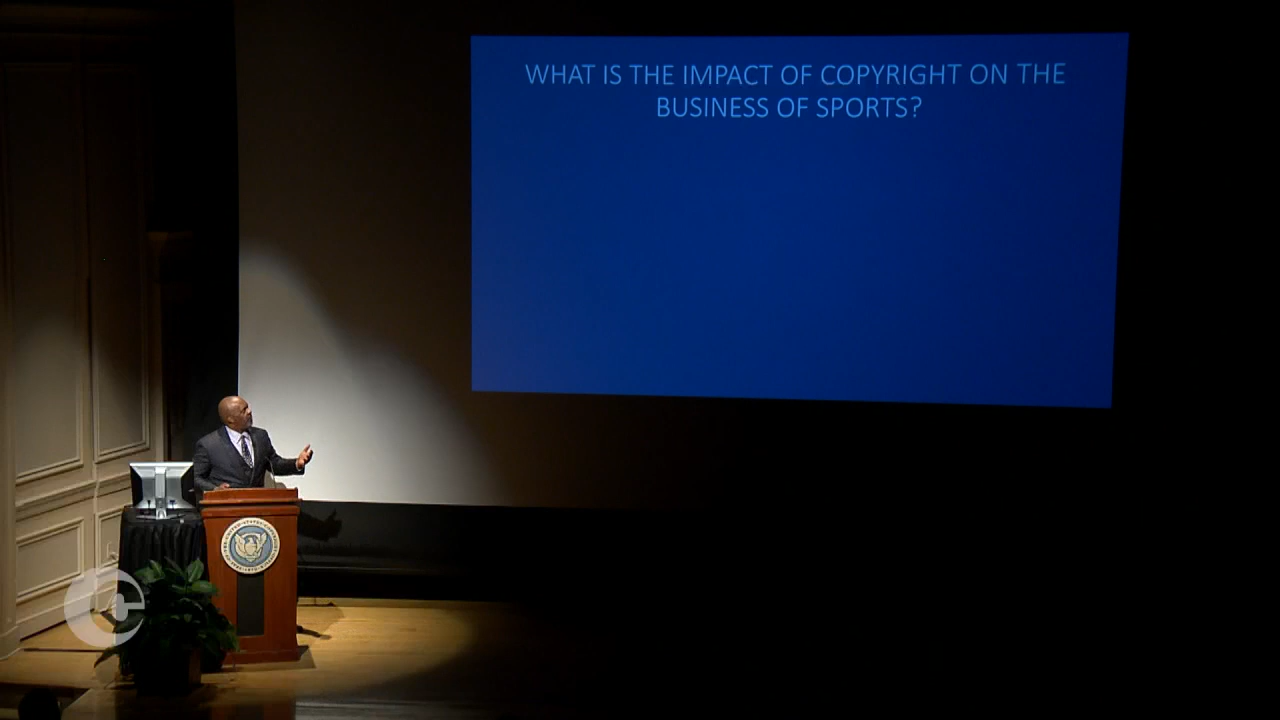 WHAT IS THE IMPACT OF COPYRIGHT ON THE
BUSINESS OF SPORTS?